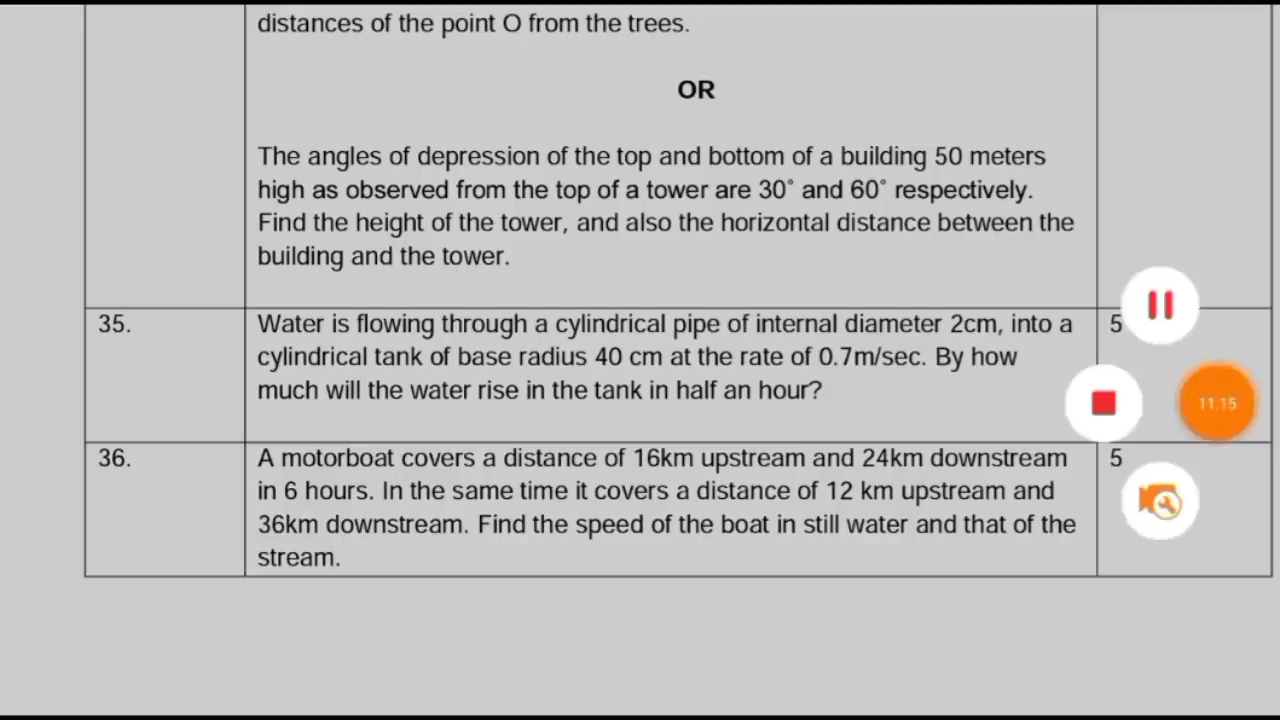 distances of the point O from the trees.
OR
The angles of depression of the top and bottom of a building 50 meters
high as observed from the top of a tower are 30˚ and 60˚ respectively.
Find the height of the tower, and also the horizontal distance between the
building and the tower.
35.
Water is flowing through a cylindrical pipe of internal diameter 2cm, into a
cylindrical tank of base radius 40 cm at the rate of 0.7m/sec. By how
much will the water rise in the tank in half an hour?
5
11:15
36.
A motorboat covers a distance of 16km upstream and 24km downstream
in 6 hours. In the same time it covers a distance of 12 km upstream and
36km downstream. Find the speed of the boat in still water and that of the
stream.
5